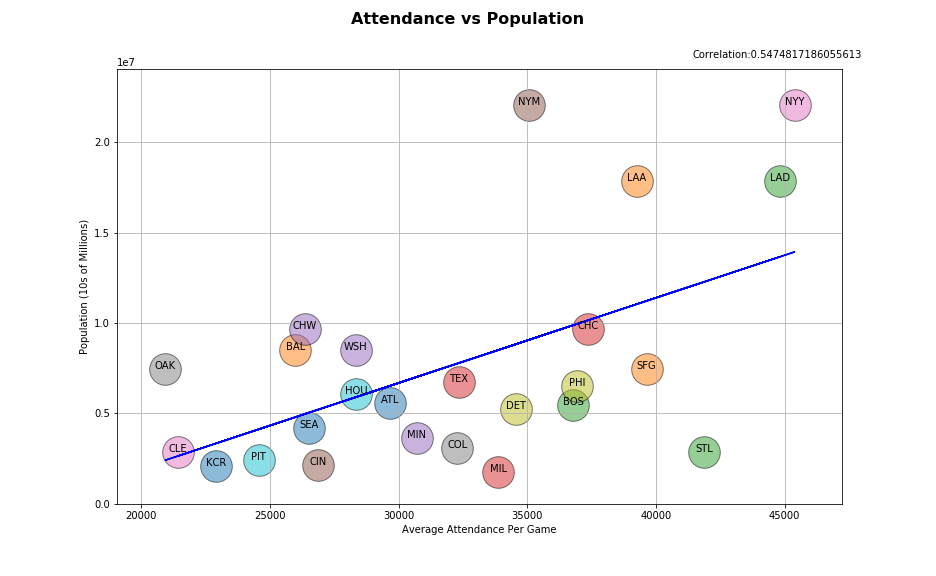 Attendance vs Population
Correlation:0.5474817186055613
1e7
NYM
NYY
2.0
LAA
LAD
1.5
Population (10s of Millions)
1.0
CHW
CHC
BAL
WSH
OAK
SFG
TEX
PHI
HOU
ATL
BOS
DET
0.5
SEA
MIN
COL
CLE
STL
PIT
KCR
CIN
MIL
0.0
20000 25000 30000 35000 40000 45000
Average Attendance Per Game